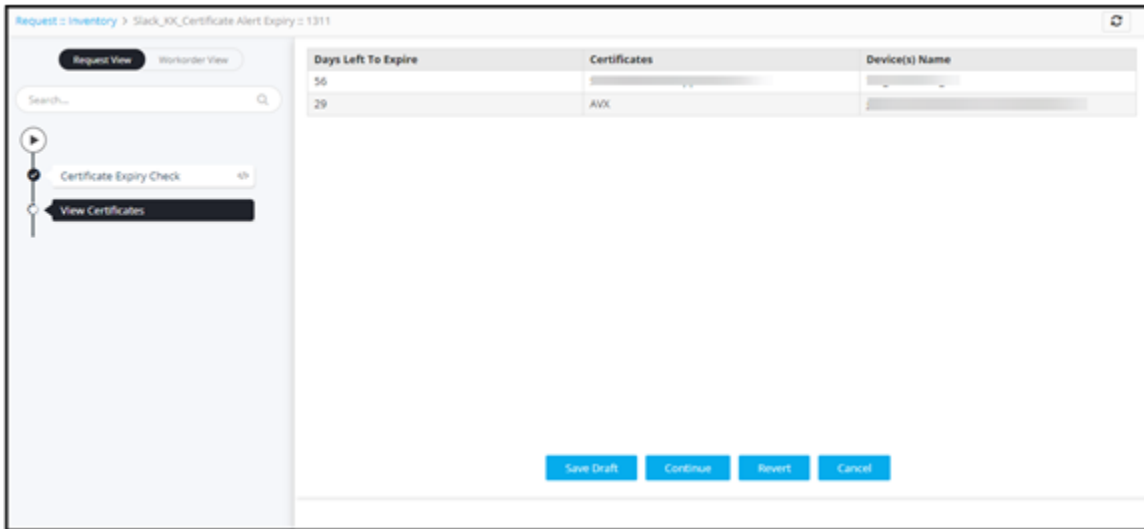 Request :: Inventory > Slack_KK_Certificate Alert Expiry :: 1311
Request View Workorder View
Search...
Certificate Expiry Check </>
View Certificates
Days Left To Expire Certificates Device(s) Name
56
29 AVX
Save Draft Continue Revert Cancel